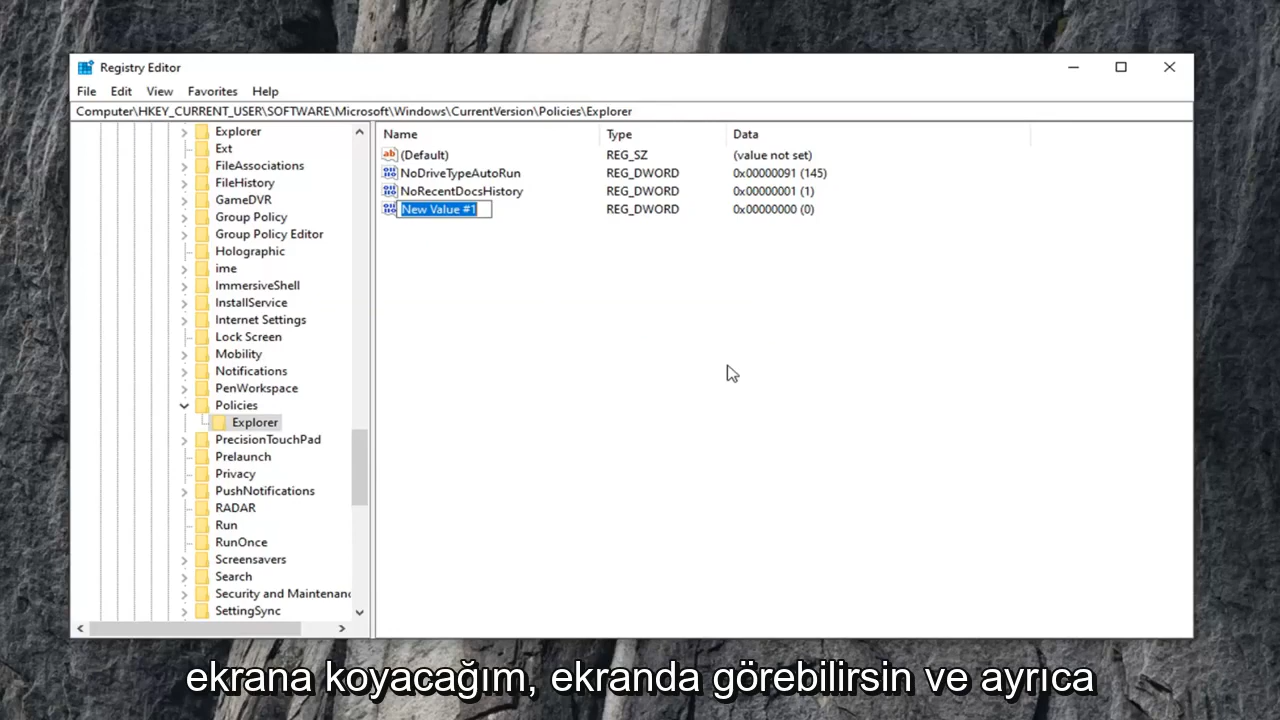 Registry Editor
File Edit View Favorites Help
Computer\HKEY_CURRENT_USER\SOFTWARE\Microsoft\Windows\CurrentVersion\Policies\Explorer
Explorer
Ext
FileAssociations
FileHistory
GameDVR
Group Policy
Group Policy Editor
Holographic
ime
ImmersiveShell
InstallService
Internet Settings
Lock Screen
Mobility
Notifications
PenWorkspace
Policies
Explorer
PrecisionTouchPad
Prelaunch
Privacy
PushNotifications
RADAR
Run
RunOnce
Screensavers
Search
Security and Maintenanc
SettingSync
Name Type Data
ab (Default) REG_SZ (value not set)
NoDriveTypeAutoRun REG_DWORD 0x00000091 (145)
NoRecentDocsHistory REG_DWORD 0x00000001 (1)
New Value #1 REG_DWORD 0x00000000 (0)
ekrana koyacağım, ekranda görebilirsin ve ayrıca